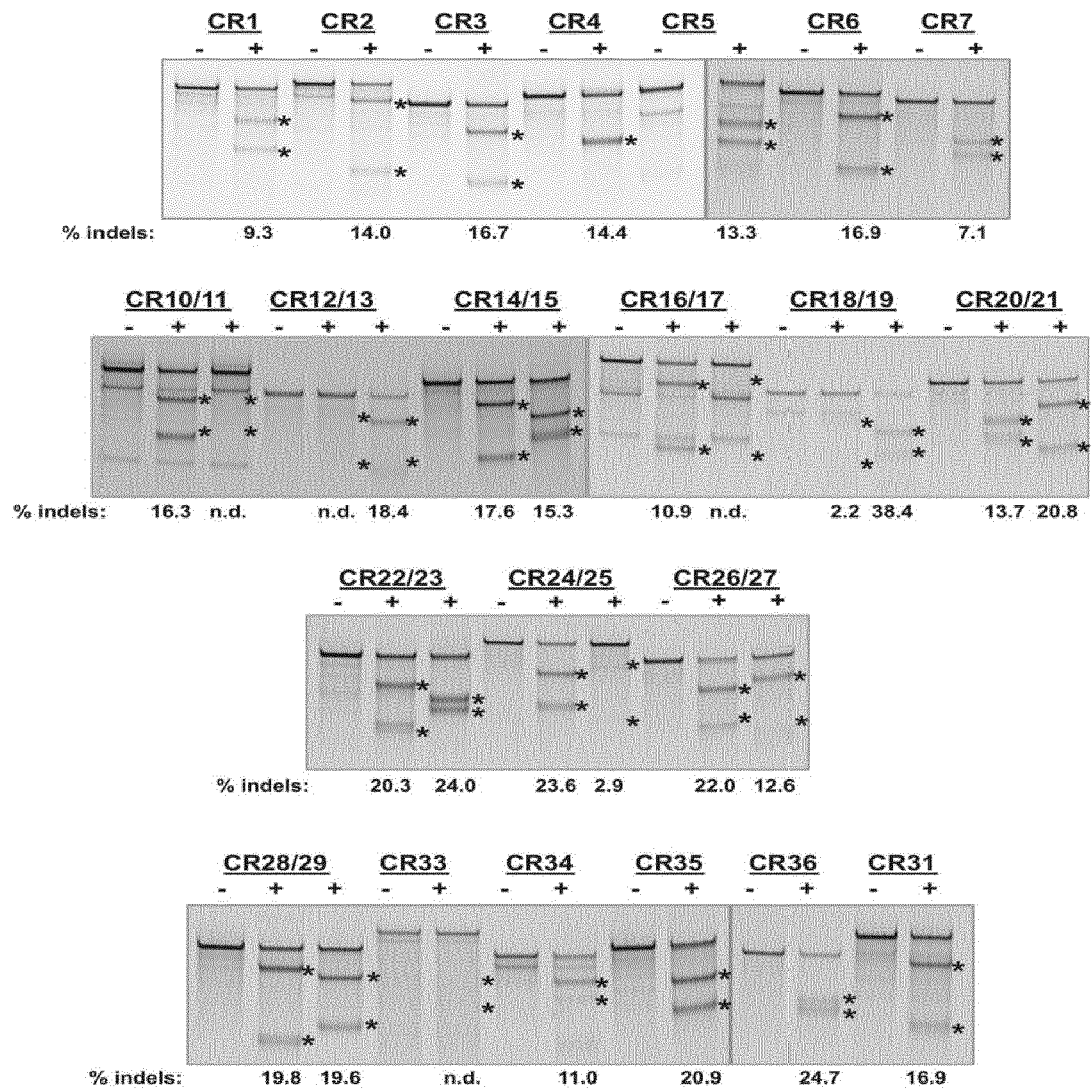 CR1 CR2 CR3 CR4 CR5 CR6 CR7
- + - + - + - + - + - + - +
* * * * * * * * * * * * *
% indels: 9.3 14.0 16.7 14.4 13.3 16.9 7.1
CR10/11 CR12/13 CR14/15 CR16/17 CR18/19 CR20/21
- + + - + + - + + - + + - + + - + +
% indels: 16.3 n.d. n.d. 18.4 17.6 15.3 10.9 n.d. 2.2 38.4 13.7 20.8
CR22/23 CR24/25 CR26/27
- + + - + + - + +
% indels: 20.3 24.0 23.6 2.9 22.0 12.6
CR28/29 CR33 CR34 CR35 CR36 CR31
- + + - + - + - + - + - +
% indels: 19.8 19.6 n.d. 11.0 20.9 24.7 16.9